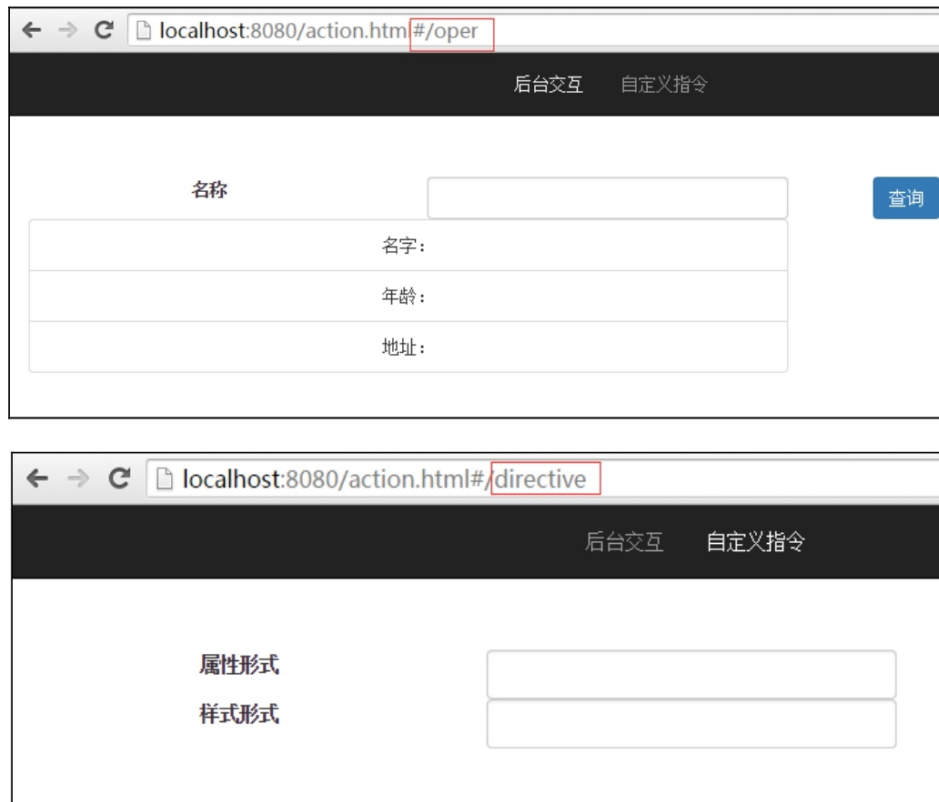 localhost:8080/action.html#/oper
后台交互 自定义指令
名称 查询
名字：
年龄：
地址：
localhost:8080/action.html#/directive
后台交互 自定义指令
属性形式
样式形式